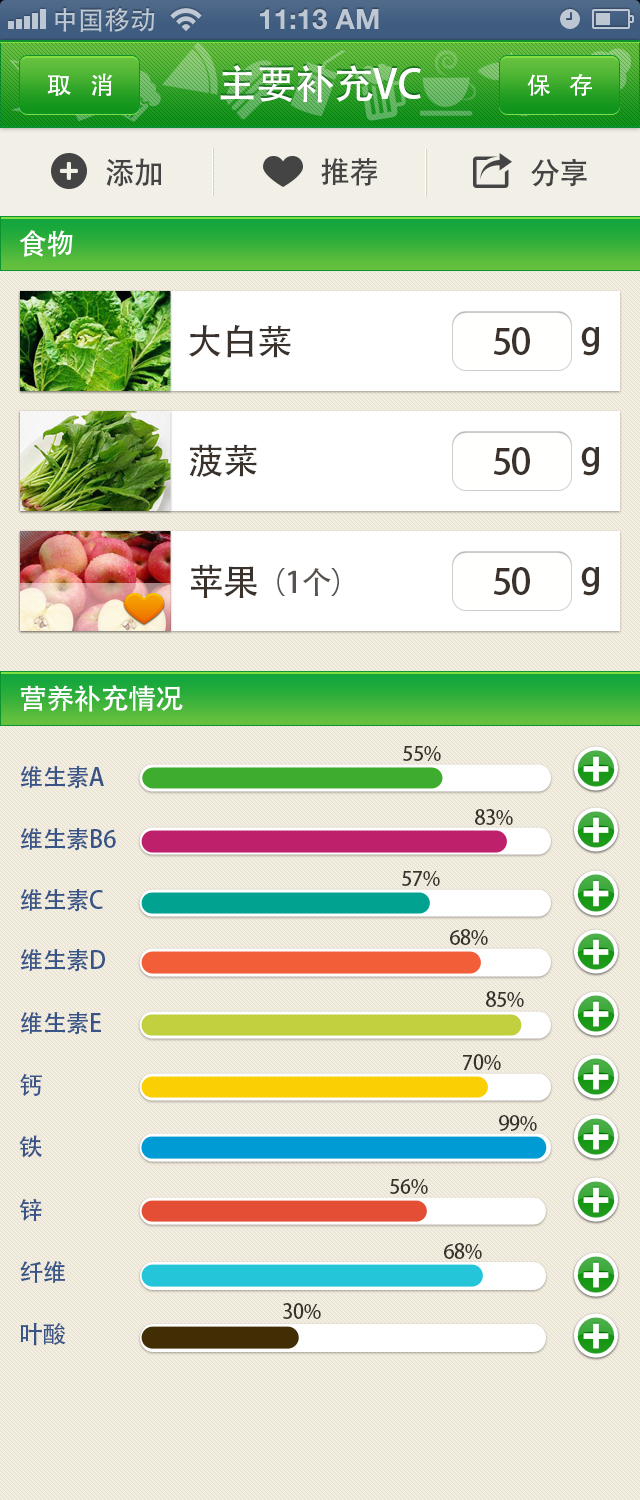 中国移动 11:13 AM
取 消 主要补充VC 保 存
添加 推荐 分享
食物
大白菜 50 g
菠菜 50 g
苹果（1个） 50 g
营养补充情况
维生素A 55%
维生素B6 83%
维生素C 57%
维生素D 68%
维生素E 85%
钙 70%
铁 99%
锌 56%
纤维 68%
叶酸 30%